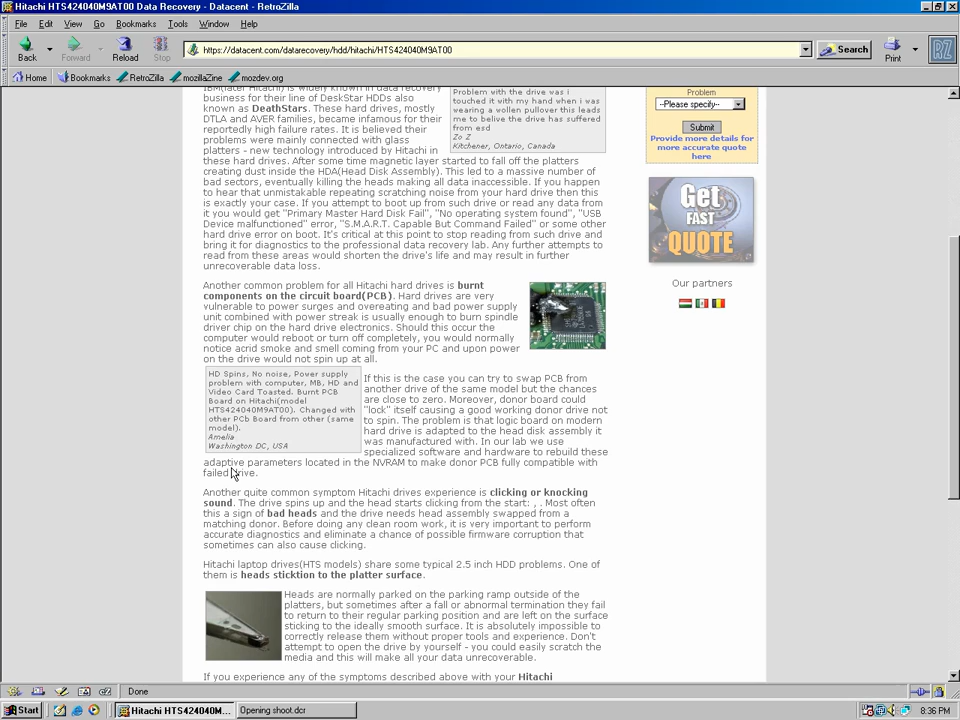 Hitachi HTS424040M9AT00 Data Recovery - Datacent - RetroZilla
File Edit View Go Bookmarks Tools Window Help
Back Forward Reload Stop https://datacent.com/datarecovery/hdd/hitachi/HTS424040M9AT00 Search Print RZ
Home Bookmarks RetroZilla mozillaZine mozdev.org
IBM(later Hitachi) is widely known in data recovery
business for their line of DeskStar HDDs also
known as DeathStars. These hard drives, mostly
DTLA and AVER families, became infamous for their
reportedly high failure rates. It is believed their
problems were mainly connected with glass
platters - new technology introduced by Hitachi in
these hard drives. After some time magnetic layer started to fall off the platters
creating dust inside the HDA(Head Disk Assembly). This led to a massive number of
bad sectors, eventually killing the heads making all data inaccessible. If you happen
to hear that unmistakable repeating scratching noise from your hard drive then this
is exactly your case. If you attempt to boot up from such drive or read any data from
it you would get "Primary Master Hard Disk Fail", "No operating system found", "USB
Device malfunctioned" error, "S.M.A.R.T. Capable But Command Failed" or some other
hard drive error on boot. It's critical at this point to stop reading from such drive and
bring it for diagnostics to the professional data recovery lab. Any further attempts to
read from these areas would shorten the drive's life and may result in further
unrecoverable data loss.
Problem with the drive was i
touched it with my hand when i was
wearing a wollen pullover this leads
me to belive the drive has suffered
from esd
Zo Z
Kitchener, Ontario, Canada
Another common problem for all Hitachi hard drives is burnt
components on the circuit board(PCB). Hard drives are very
vulnerable to power surges and overeating and bad power supply
unit combined with power streak is usually enough to burn spindle
driver chip on the hard drive electronics. Should this occur the
computer would reboot or turn off completely, you would normally
notice acrid smoke and smell coming from your PC and upon power
on the drive would not spin up at all.
HD Spins, No noise, Power supply
problem with computer, MB, HD and
Video Card Toasted. Burnt PCB
Board on Hitachi(model
HTS424040M9AT00). Changed with
other PCb Board from other (same
model).
Amelia
Washington DC, USA
If this is the case you can try to swap PCB from
another drive of the same model but the chances
are close to zero. Moreover, donor board could
"lock" itself causing a good working donor drive not
to spin. The problem is that logic board on modern
hard drive is adapted to the head disk assembly it
was manufactured with. In our lab we use
specialized software and hardware to rebuild these
adaptive parameters located in the NVRAM to make donor PCB fully compatible with
failed drive.
Another quite common symptom Hitachi drives experience is clicking or knocking
sound. The drive spins up and the head starts clicking from the start: , . Most often
this a sign of bad heads and the drive needs head assembly swapped from a
matching donor. Before doing any clean room work, it is very important to perform
accurate diagnostics and eliminate a chance of possible firmware corruption that
sometimes can also cause clicking.
Hitachi laptop drives(HTS models) share some typical 2.5 inch HDD problems. One of
them is heads sticktion to the platter surface.
Heads are normally parked on the parking ramp outside of the
platters, but sometimes after a fall or abnormal termination they fail
to return to their regular parking position and are left on the surface
sticking to the ideally smooth surface. It is absolutely impossible to
correctly release them without proper tools and experience. Don't
attempt to open the drive by yourself - you could easily scratch the
media and this will make all your data unrecoverable.
If you experience any of the symptoms described above with your Hitachi
Problem
--Please specify--
Submit
Provide more details for
more accurate quote
here
Get
FAST
QUOTE
Our partners
Done
Start Hitachi HTS424040M... Opening shoot.dcr 8:36 PM